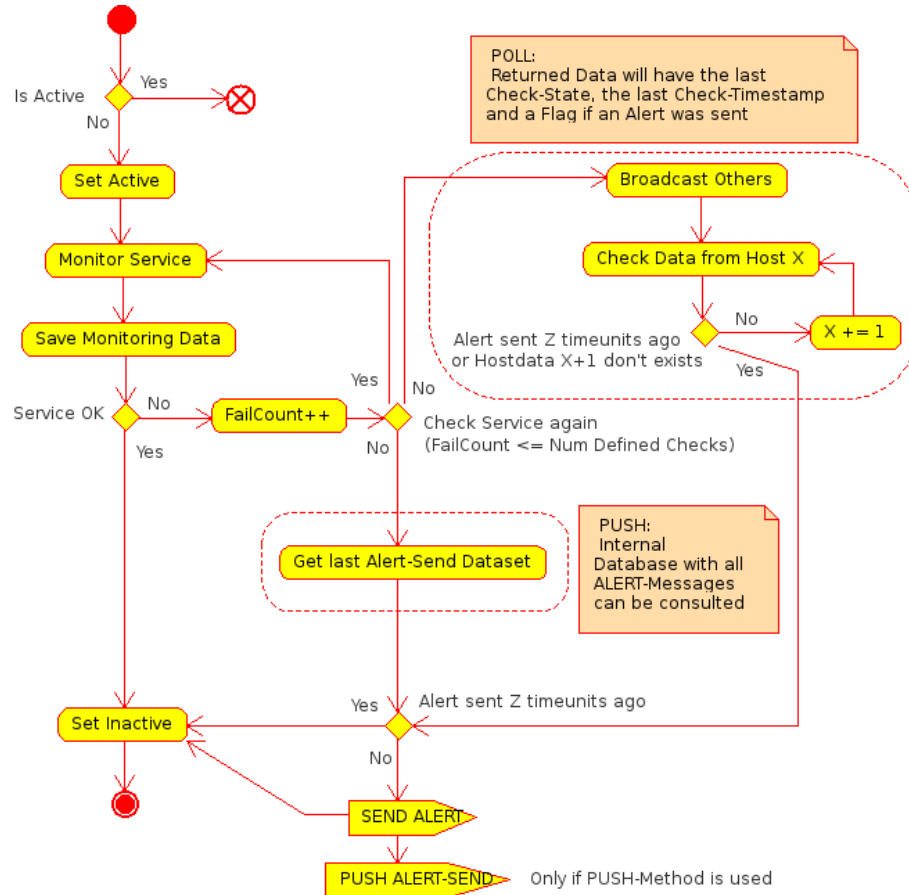 POLL:
Returned Data will have the last
Check-State, the last Check-Timestamp
and a Flag if an Alert was sent
Is Active
Yes
No
Set Active
Broadcast Others
Monitor Service
Check Data from Host X
Save Monitoring Data
Alert sent Z timeunits ago
or Hostdata X+1 don't exists
No
X += 1
Yes
Service OK
No
FailCount++
Yes
No
Check Service again
(FailCount <= Num Defined Checks)
No
Yes
Get last Alert-Send Dataset
PUSH:
Internal
Database with all
ALERT-Messages
can be consulted
Set Inactive
Yes
Alert sent Z timeunits ago
No
SEND ALERT
PUSH ALERT-SEND
Only if PUSH-Method is used